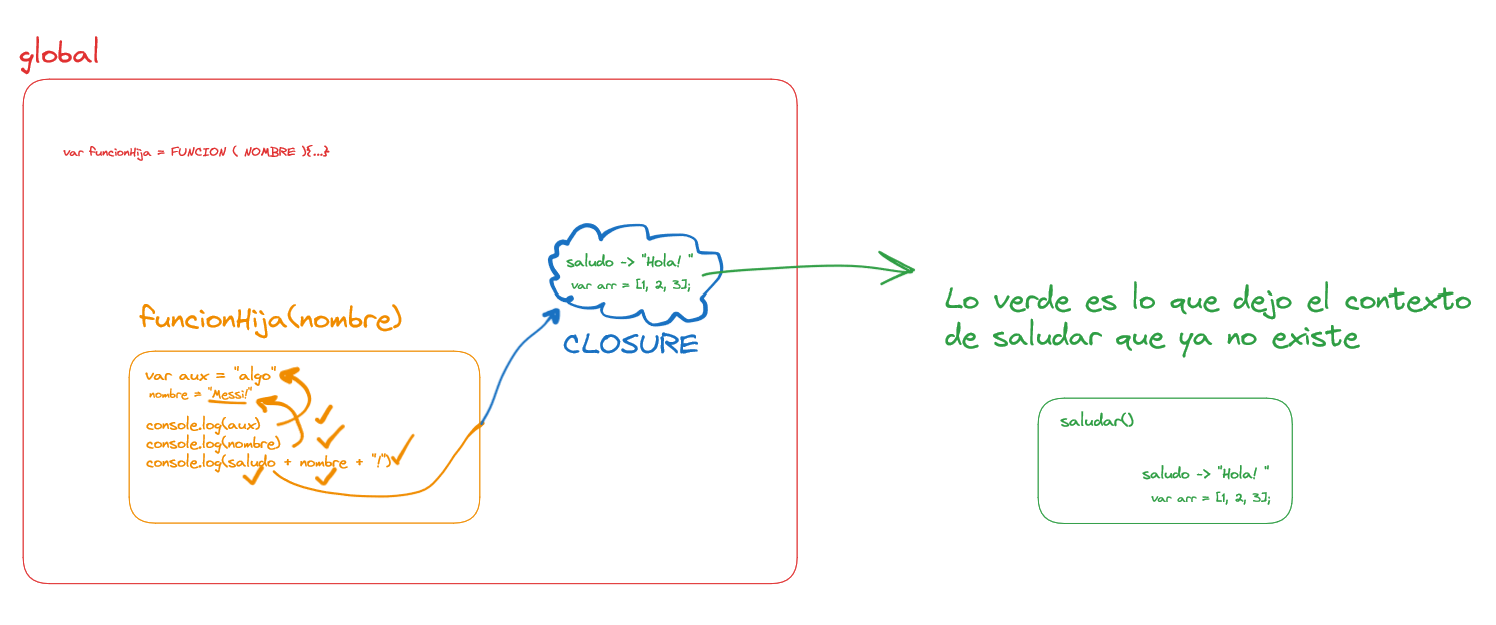 global
var funcionHija = FUNCION ( NOMBRE ){...}
saludo -> "Hola! "
var arr = [1, 2, 3];
CLOSURE
Lo verde es lo que dejo el contexto
de saludar que ya no existe
funcionHija(nombre)
var aux = "algo"
nombre = "Messi!"
console.log(aux)
console.log(nombre)
console.log(saludo + nombre + "!")
saludar()
saludo -> "Hola! "
var arr = [1, 2, 3];